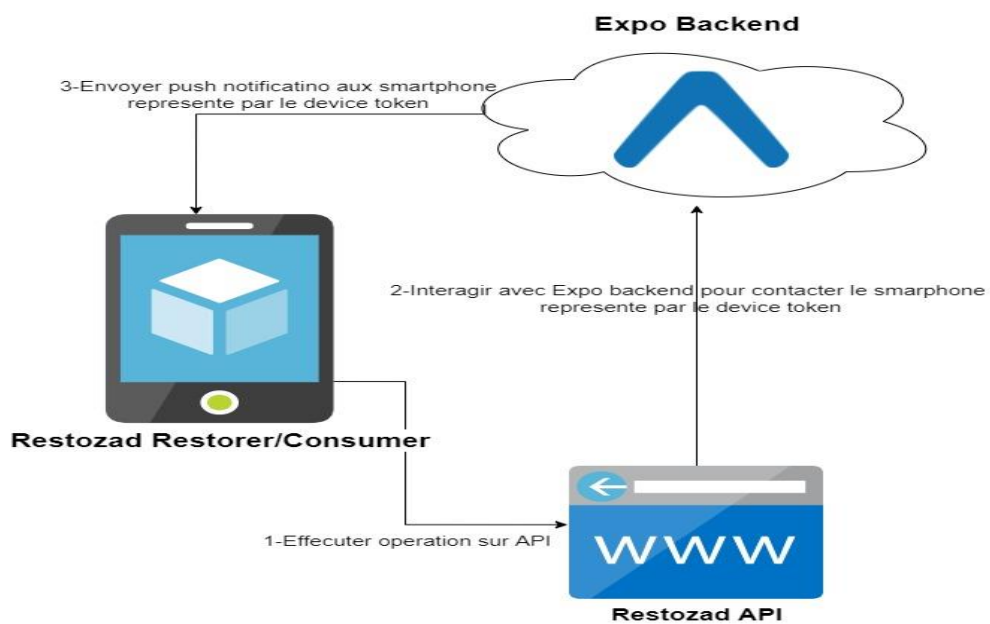 Expo Backend
3-Envoyer push notificatino aux smartphone
represente par le device token
2-Interagir avec Expo backend pour contacter le smarphone
represente par le device token
Restozad Restorer/Consumer
1-Effecuter operation sur API
www
Restozad API